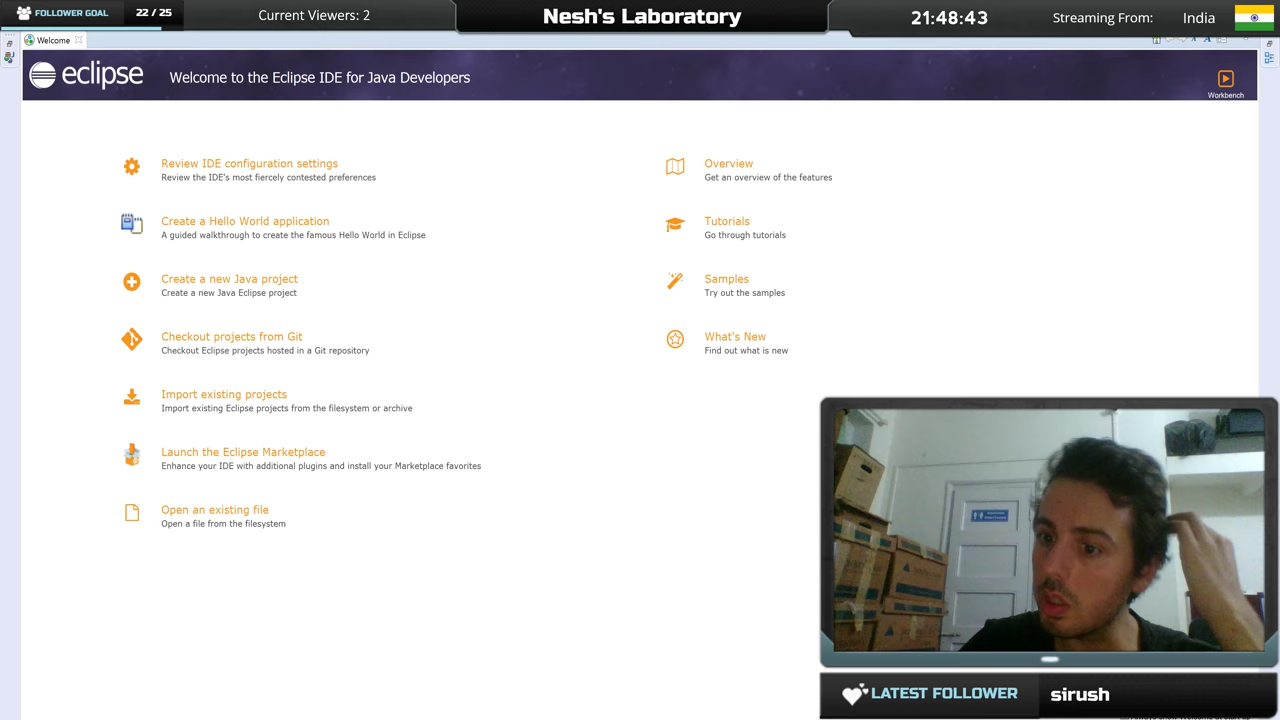 FOLLOWER GOAL
22 / 25
Current Viewers: 2
Nesh's Laboratory
21:48:43
Streaming From:
India
Welcome
eclipse
Welcome to the Eclipse IDE for Java Developers
Workbench
Review IDE configuration settings
Review the IDE's most fiercely contested preferences
Create a Hello World application
A guided walkthrough to create the famous Hello World in Eclipse
Create a new Java project
Create a new Java Eclipse project
Checkout projects from Git
Checkout Eclipse projects hosted in a Git repository
Import existing projects
Import existing Eclipse projects from the filesystem or archive
Launch the Eclipse Marketplace
Enhance your IDE with additional plugins and install your Marketplace favorites
Open an existing file
Open a file from the filesystem
Overview
Get an overview of the features
Tutorials
Go through tutorials
Samples
Try out the samples
What's New
Find out what is new
LATEST FOLLOWER
sirush